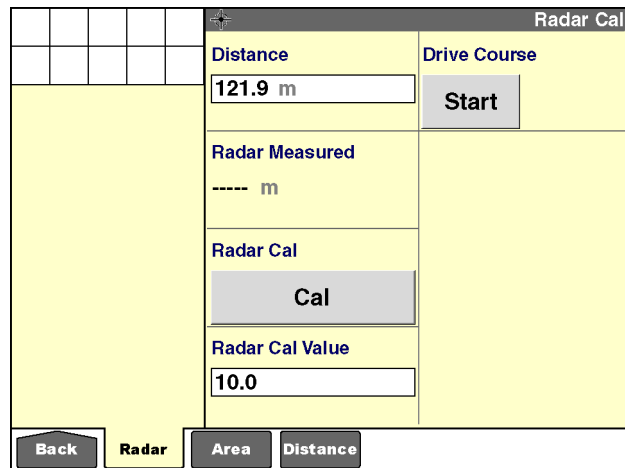 Radar Cal
Distance
121.9 m
Drive Course
Start
Radar Measured
----- m
Radar Cal
Cal
Radar Cal Value
10.0
Back
Radar
Area
Distance